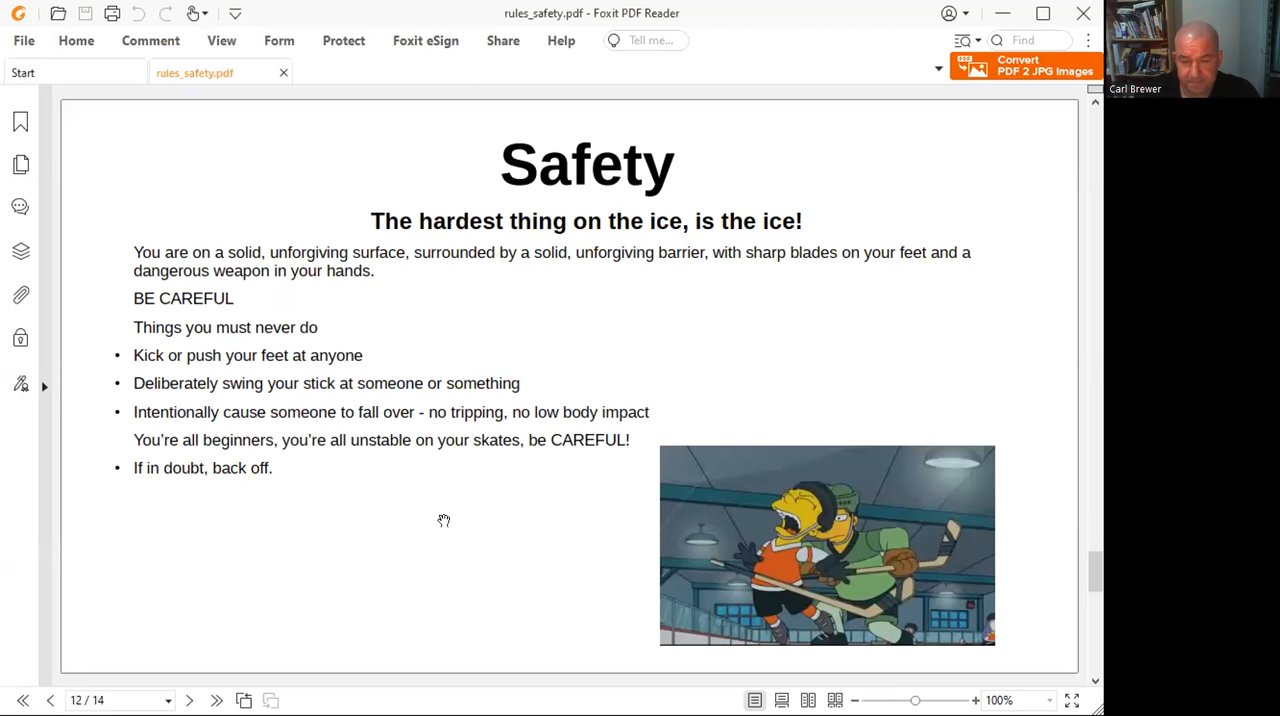 rules_safety.pdf - Foxit PDF Reader
File Home Comment View Form Protect Foxit eSign Share Help Tell me... Find
Start rules_safety.pdf
PDF
Convert
PDF 2 JPG Images
Carl Brewer
Safety
The hardest thing on the ice, is the ice!
You are on a solid, unforgiving surface, surrounded by a solid, unforgiving barrier, with sharp blades on your feet and a
dangerous weapon in your hands.
BE CAREFUL
Things you must never do
• Kick or push your feet at anyone
• Deliberately swing your stick at someone or something
• Intentionally cause someone to fall over - no tripping, no low body impact
You’re all beginners, you’re all unstable on your skates, be CAREFUL!
• If in doubt, back off.
12 / 14 100%